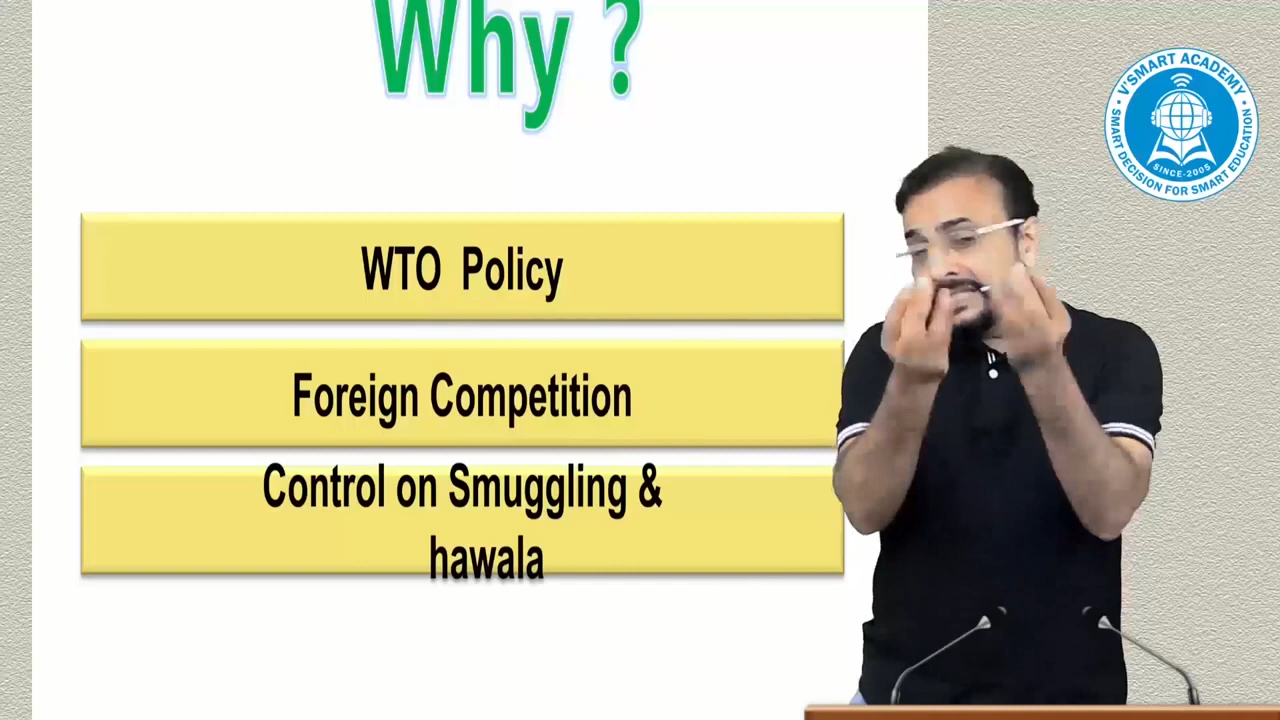 Why ?
V'SMART ACADEMY
SMART DECISION FOR SMART EDUCATION
SINCE-2005
WTO Policy
Foreign Competition
Control on Smuggling &
hawala